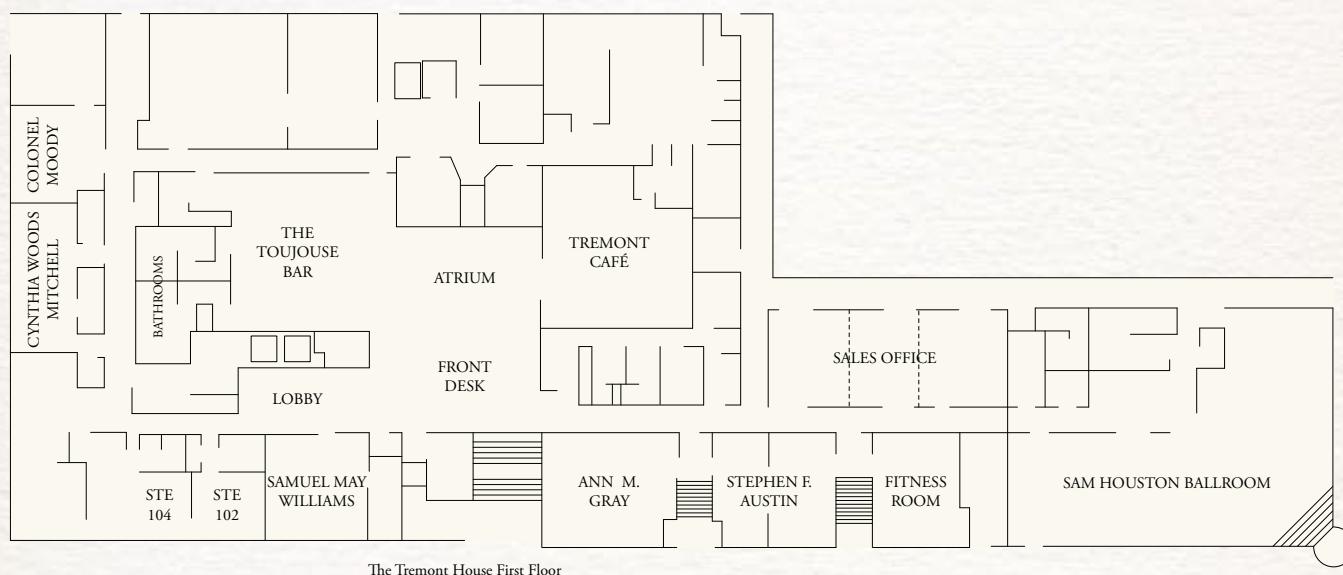 COLONEL
MOODY
CYNTHIA WOODS
MITCHELL
BATHROOMS
THE
TOUJOUSE
BAR
ATRIUM
TREMONT
CAFÉ
FRONT
DESK
LOBBY
SALES OFFICE
STE
104
STE
102
SAMUEL MAY
WILLIAMS
ANN M.
GRAY
STEPHEN F.
AUSTIN
FITNESS
ROOM
SAM HOUSTON BALLROOM
The Tremont House First Floor